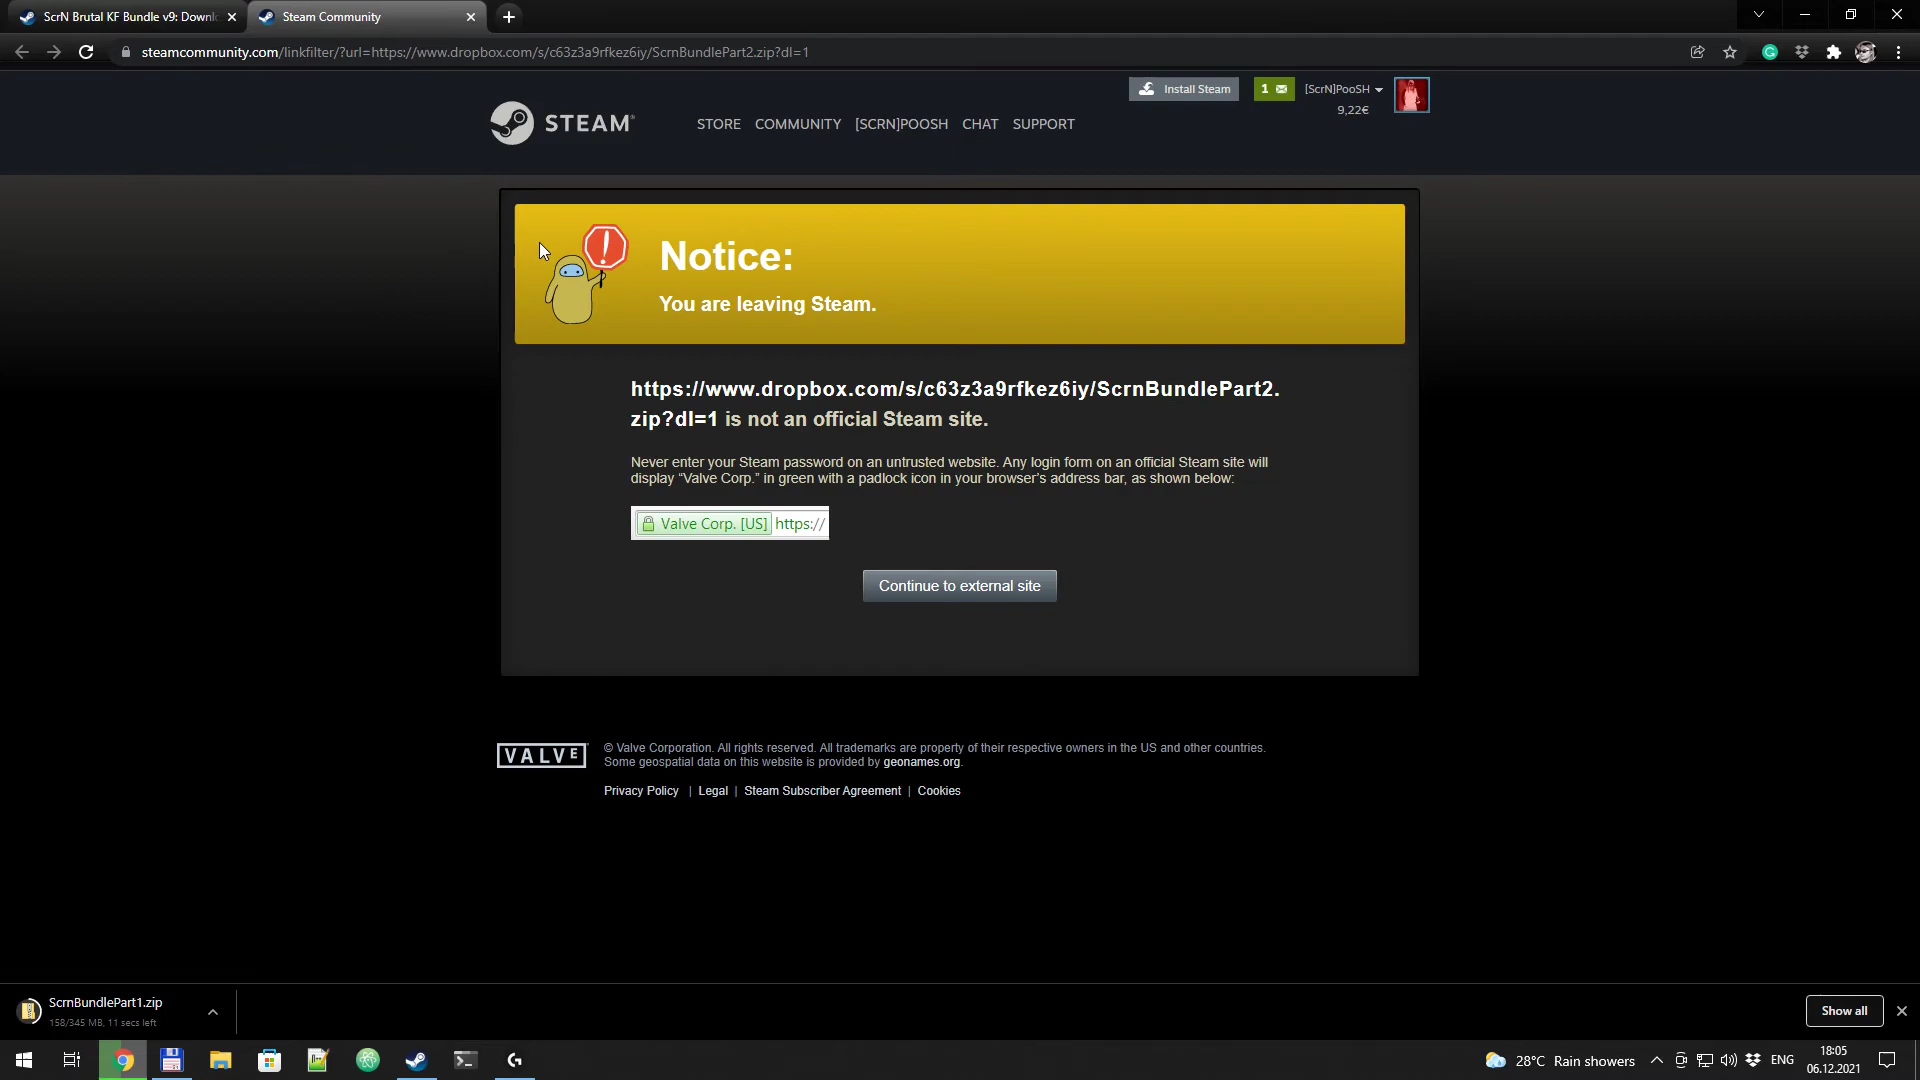 ScrN Brutal KF Bundle v9: Downl
Steam Community
steamcommunity.com/linkfilter/?url=https://www.dropbox.com/s/c63z3a9rfkez6iy/ScrnBundlePart2.zip?dl=1
Install Steam
1
[ScrN]PooSH
9,22€
STEAM®
STORE COMMUNITY [SCRN]POOSH CHAT SUPPORT
Notice:
You are leaving Steam.
https://www.dropbox.com/s/c63z3a9rfkez6iy/ScrnBundlePart2.
zip?dl=1 is not an official Steam site.
Never enter your Steam password on an untrusted website. Any login form on an official Steam site will
display “Valve Corp.” in green with a padlock icon in your browser’s address bar, as shown below:
Valve Corp. [US] https://
Continue to external site
VALVE
© Valve Corporation. All rights reserved. All trademarks are property of their respective owners in the US and other countries.
Some geospatial data on this website is provided by geonames.org.
Privacy Policy | Legal | Steam Subscriber Agreement | Cookies
ScrnBundlePart1.zip
158/345 MB, 11 secs left
Show all
28°C Rain showers
ENG
18:05
06.12.2021